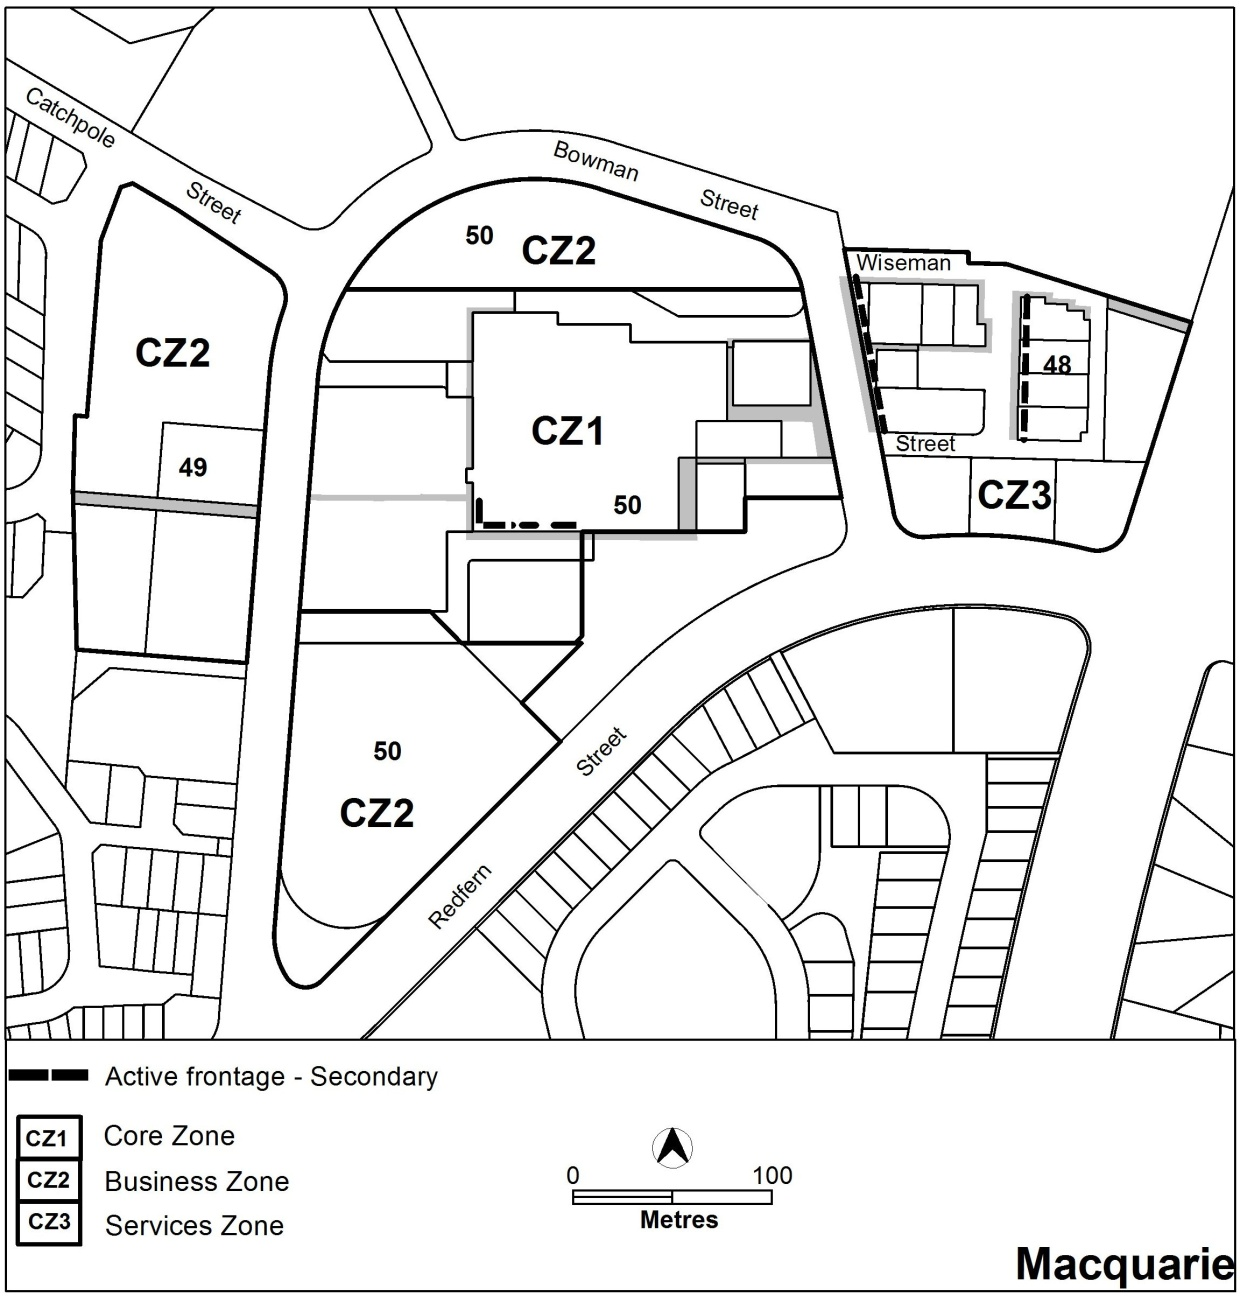 Catchpole
Street
Bowman
Street
50
CZ2
Wiseman
CZ2
48
CZ1
49
Street
CZ3
50
50
CZ2
Street
Redfern
Active frontage - Secondary
CZ1 Core Zone
CZ2 Business Zone
CZ3 Services Zone
0 100
Metres
Macquarie